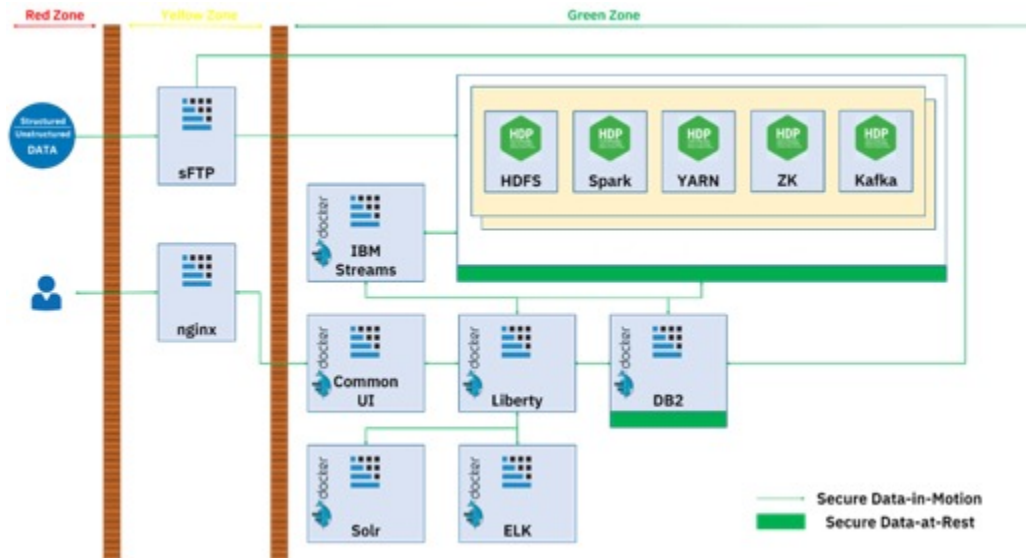 Red Zone
Yellow Zone
Green Zone
Structured
Unstructured
DATA
sFTP
HDP
HDFS
HDP
Spark
HDP
YARN
HDP
ZK
HDP
Kafka
docker
IBM
Streams
nginx
docker
Common
UI
docker
Liberty
docker
DB2
docker
Solr
docker
ELK
Secure Data-in-Motion
Secure Data-at-Rest